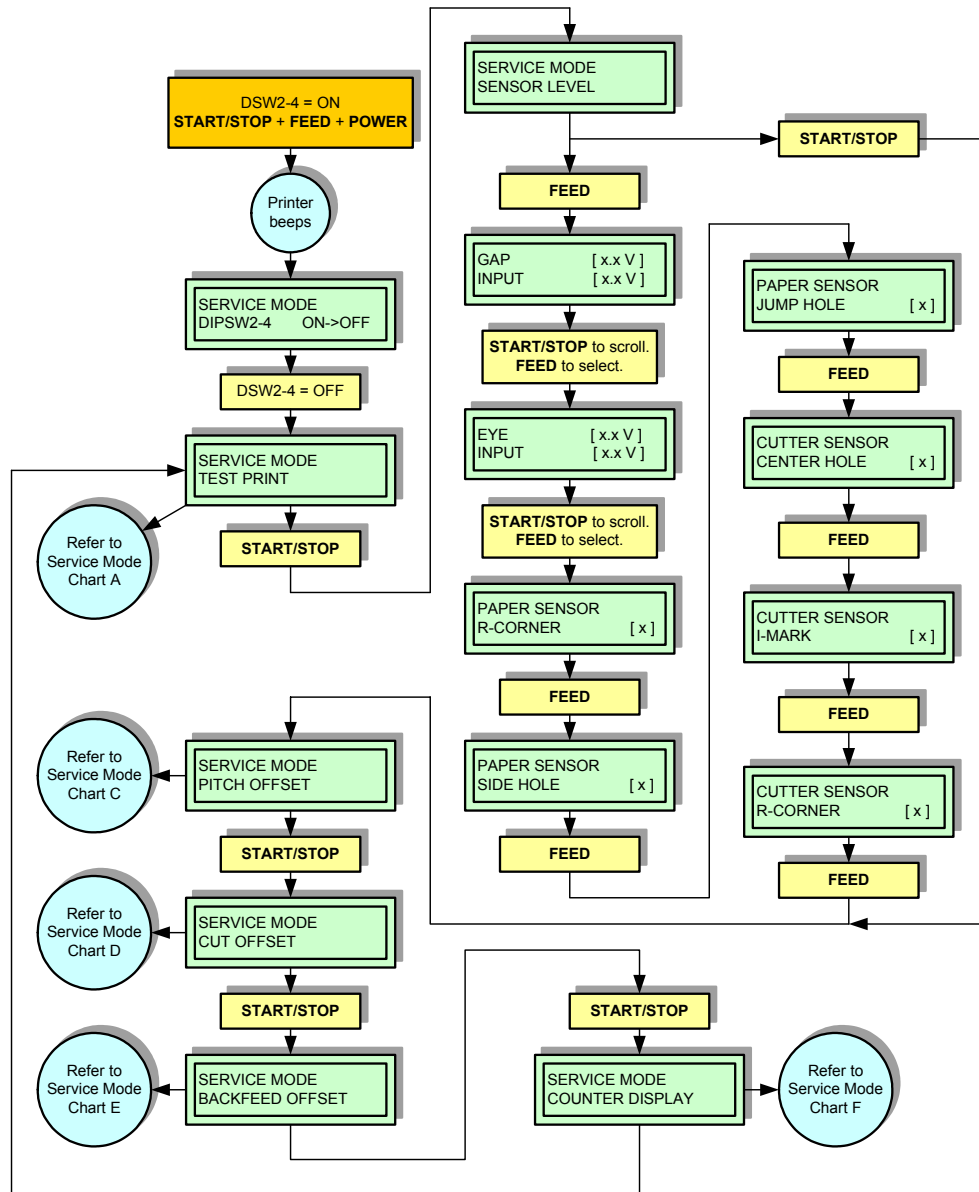 DSW2-4 = ON
START/STOP + FEED + POWER
Printer
beeps
SERVICE MODE
DIPSW2-4 ON->OFF
DSW2-4 = OFF
SERVICE MODE
TEST PRINT
Refer to
Service Mode
Chart A
START/STOP
SERVICE MODE
SENSOR LEVEL
START/STOP
FEED
GAP [ x.x V ]
INPUT [ x.x V ]
START/STOP to scroll.
FEED to select.
EYE [ x.x V ]
INPUT [ x.x V ]
START/STOP to scroll.
FEED to select.
PAPER SENSOR
R-CORNER [ x ]
FEED
PAPER SENSOR
SIDE HOLE [ x ]
FEED
PAPER SENSOR
JUMP HOLE [ x ]
FEED
CUTTER SENSOR
CENTER HOLE [ x ]
FEED
CUTTER SENSOR
I-MARK [ x ]
FEED
CUTTER SENSOR
R-CORNER [ x ]
FEED
SERVICE MODE
PITCH OFFSET
Refer to
Service Mode
Chart C
START/STOP
SERVICE MODE
CUT OFFSET
Refer to
Service Mode
Chart D
START/STOP
SERVICE MODE
BACKFEED OFFSET
Refer to
Service Mode
Chart E
START/STOP
SERVICE MODE
COUNTER DISPLAY
Refer to
Service Mode
Chart F